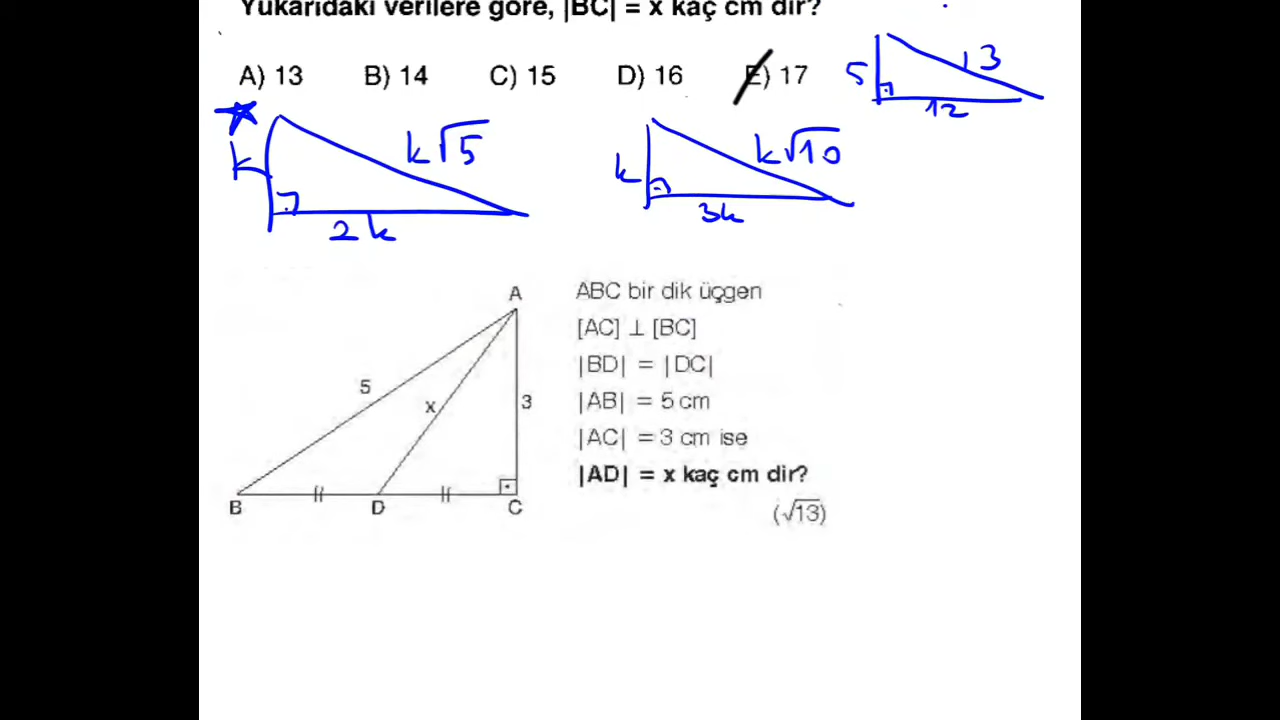 Yukarıdaki verilere göre, |BC| = x kaç cm dir?
A) 13 B) 14 C) 15 D) 16 E) 17
5 13
12
k k√5
2k
k k√10
3k
A
5
x
3
B D C
ABC bir dik üçgen
[AC] ⊥ [BC]
|BD| = |DC|
|AB| = 5 cm
|AC| = 3 cm ise
|AD| = x kaç cm dir?
(√13)